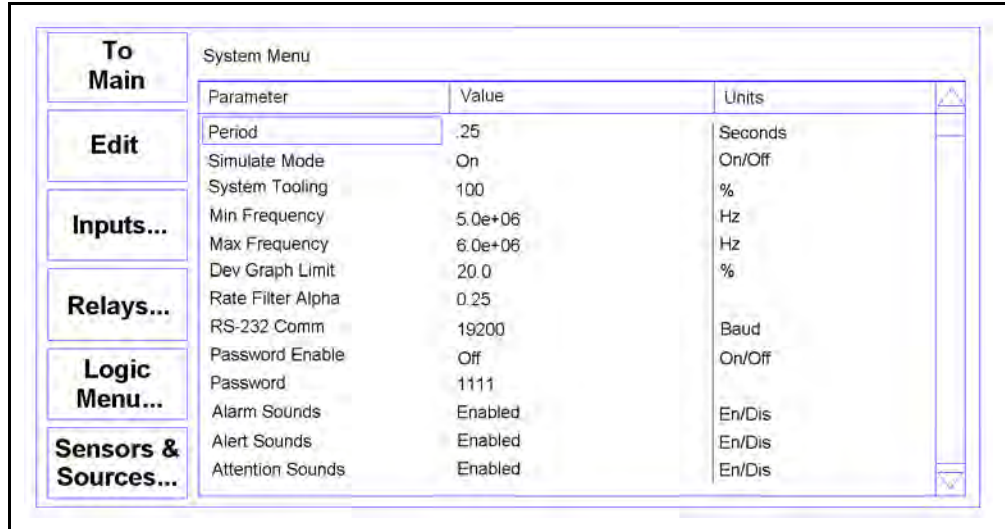 To
Main
Edit
Inputs...
Relays...
Logic
Menu...
Sensors &
Sources...
System Menu
Parameter Value Units
Period .25 Seconds
Simulate Mode On On/Off
System Tooling 100 %
Min Frequency 5.0e+06 Hz
Max Frequency 6.0e+06 Hz
Dev Graph Limit 20.0 %
Rate Filter Alpha 0.25
RS-232 Comm 19200 Baud
Password Enable Off On/Off
Password 1111
Alarm Sounds Enabled En/Dis
Alert Sounds Enabled En/Dis
Attention Sounds Enabled En/Dis